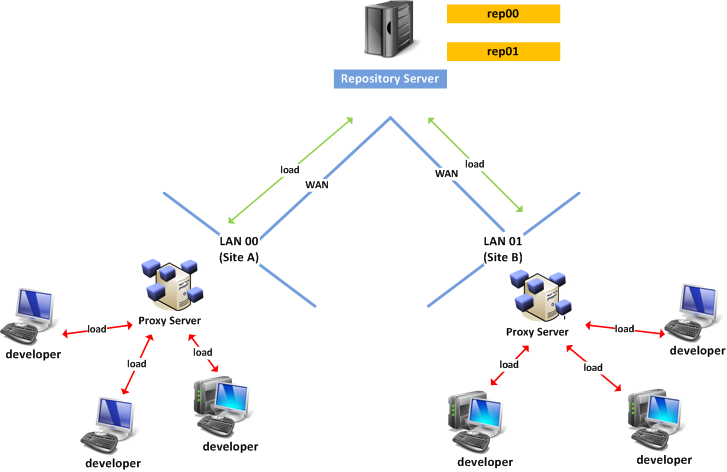 rep00
rep01
Repository Server
load
load
WAN
WAN
LAN 00
(Site A)
LAN 01
(Site B)
Proxy Server
Proxy Server
load
load
load
load
load
load
developer
developer
developer
developer
developer
developer